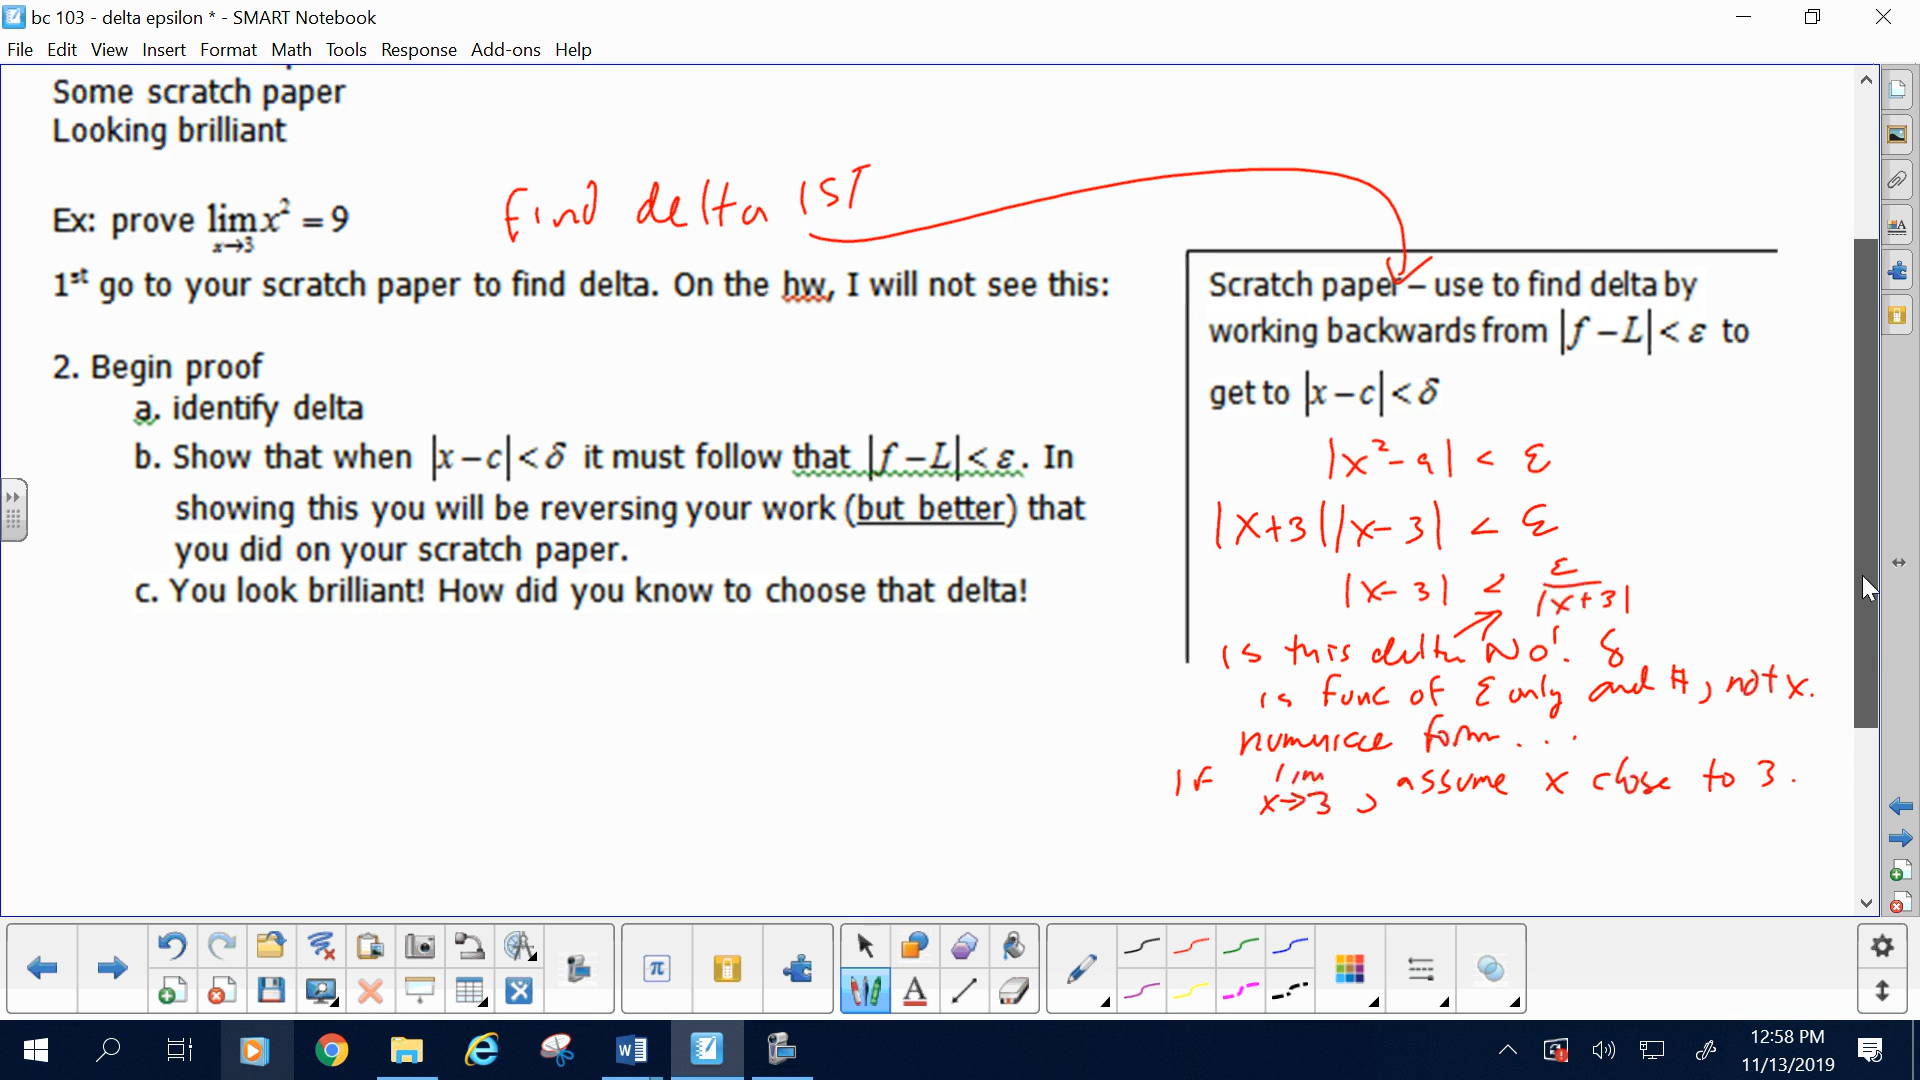 bc 103 - delta epsilon * - SMART Notebook
File Edit View Insert Format Math Tools Response Add-ons Help
Some scratch paper
Looking brilliant
Find delta 1ST
Ex: prove lim x² = 9
x→3
1st go to your scratch paper to find delta. On the hw, I will not see this:
2. Begin proof
a. identify delta
b. Show that when |x − c| < δ it must follow that |f − L| < ε. In
showing this you will be reversing your work (but better) that
you did on your scratch paper.
c. You look brilliant! How did you know to choose that delta!
Scratch paper – use to find delta by
working backwards from |f − L| < ε to
get to |x − c| < δ
|x² - 9| < ε
|x+3||x-3| < ε
|x-3| < ε/|x+3|
is this delta No! δ
is func of ε only and #, not x.
form...
If lim x→3, assume x close to 3.
12:58 PM
11/13/2019